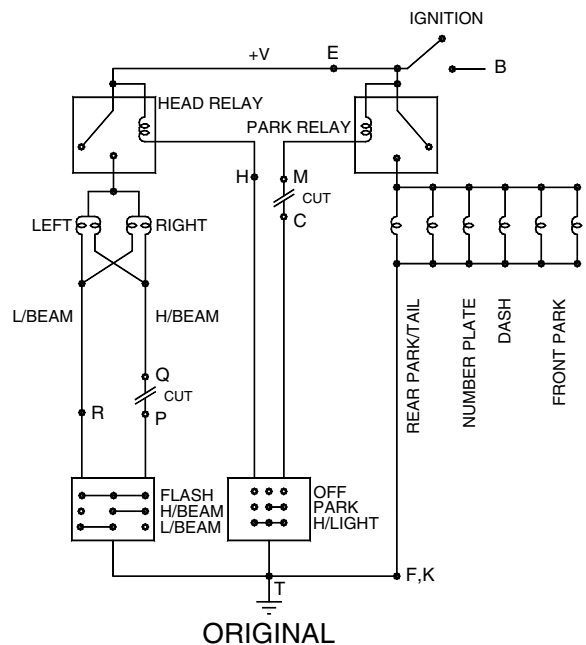 IGNITION
+V
E
B
HEAD RELAY
PARK RELAY
H
M
CUT
C
LEFT
RIGHT
L/BEAM
H/BEAM
REAR PARK/TAIL
NUMBER PLATE
DASH
FRONT PARK
Q
CUT
R
P
FLASH
H/BEAM
L/BEAM
OFF
PARK
H/LIGHT
T
F,K
ORIGINAL